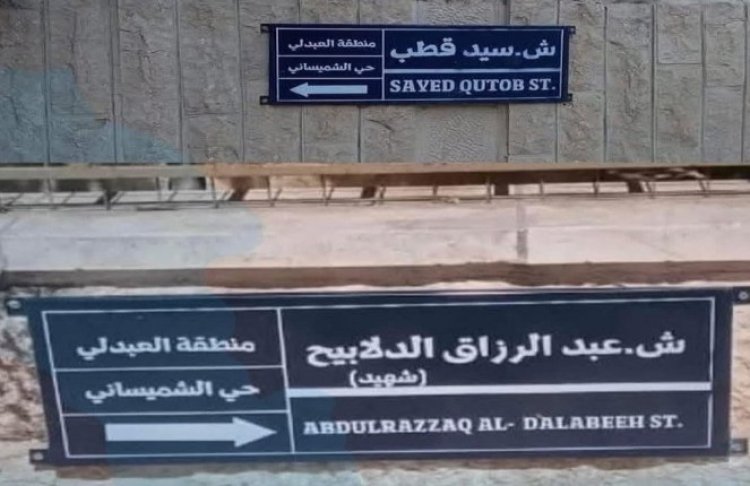 ش.سيد قطب
SAYED QUTOB ST.
منطقة العبدلي
حي الشميساني
ش.عبد الرزاق الدلابيح
(شهيد)
ABDULRAZZAQ AL- DALABEEH ST.
منطقة العبدلي
حي الشميساني